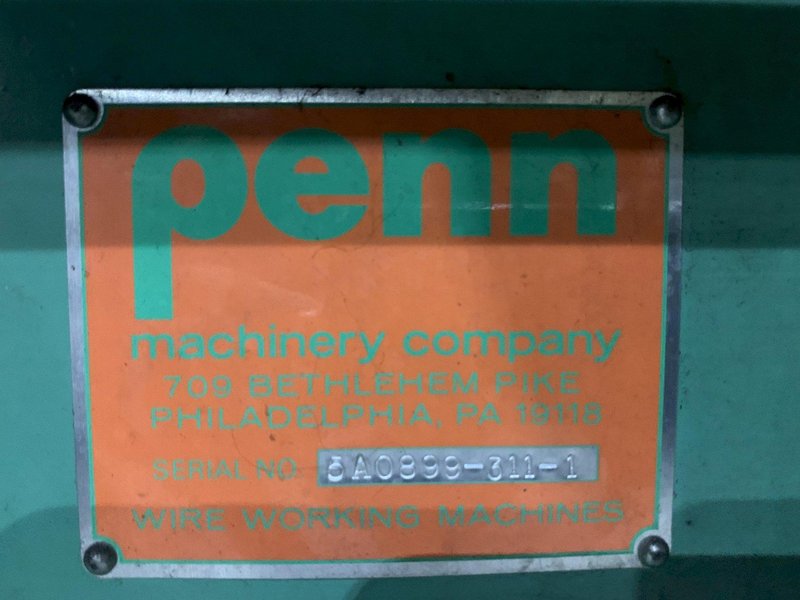 penn
machinery company
709 BETHLEHEM PIKE
PHILADELPHIA, PA 19118
SERIAL NO 5A0899-311-1
WIRE WORKING MACHINES